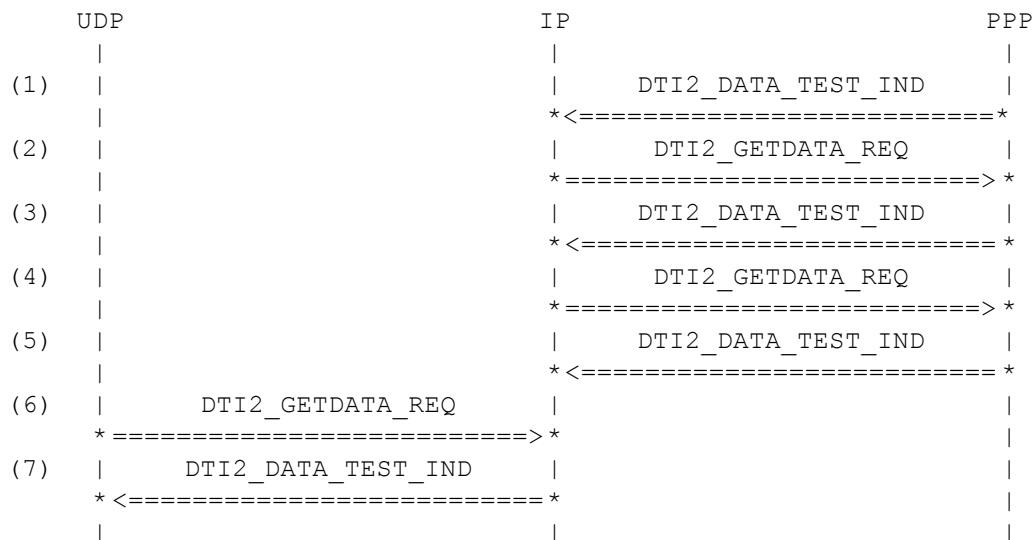 UDP IP PPP
(1) DTI2_DATA_TEST_IND
(2) DTI2_GETDATA_REQ
(3) DTI2_DATA_TEST_IND
(4) DTI2_GETDATA_REQ
(5) DTI2_DATA_TEST_IND
(6) DTI2_GETDATA_REQ
(7) DTI2_DATA_TEST_IND